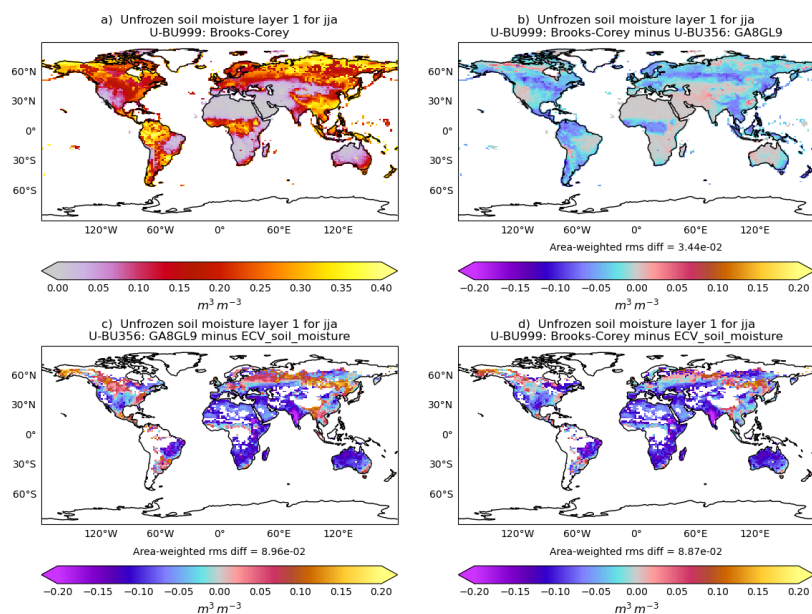 a)  Unfrozen soil moisture layer 1 for jja
U-BU999: Brooks-Corey
60°N
30°N
0°
30°S
60°S
120°W
60°W
0°
60°E
120°E
0.00
0.05
0.10
0.15
0.20
0.25
0.30
0.35
0.40
m³ m⁻³
b)  Unfrozen soil moisture layer 1 for jja
U-BU999: Brooks-Corey minus U-BU356: GA8GL9
60°N
30°N
0°
30°S
60°S
120°W
60°W
0°
60°E
120°E
Area-weighted rms diff = 3.44e-02
−0.20
−0.15
−0.10
−0.05
0.00
0.05
0.10
0.15
0.20
m³ m⁻³
c)  Unfrozen soil moisture layer 1 for jja
U-BU356: GA8GL9 minus ECV_soil_moisture
60°N
30°N
0°
30°S
60°S
120°W
60°W
0°
60°E
120°E
Area-weighted rms diff = 8.96e-02
−0.20
−0.15
−0.10
−0.05
0.00
0.05
0.10
0.15
0.20
m³ m⁻³
d)  Unfrozen soil moisture layer 1 for jja
U-BU999: Brooks-Corey minus ECV_soil_moisture
60°N
30°N
0°
30°S
60°S
120°W
60°W
0°
60°E
120°E
Area-weighted rms diff = 8.87e-02
−0.20
−0.15
−0.10
−0.05
0.00
0.05
0.10
0.15
0.20
m³ m⁻³